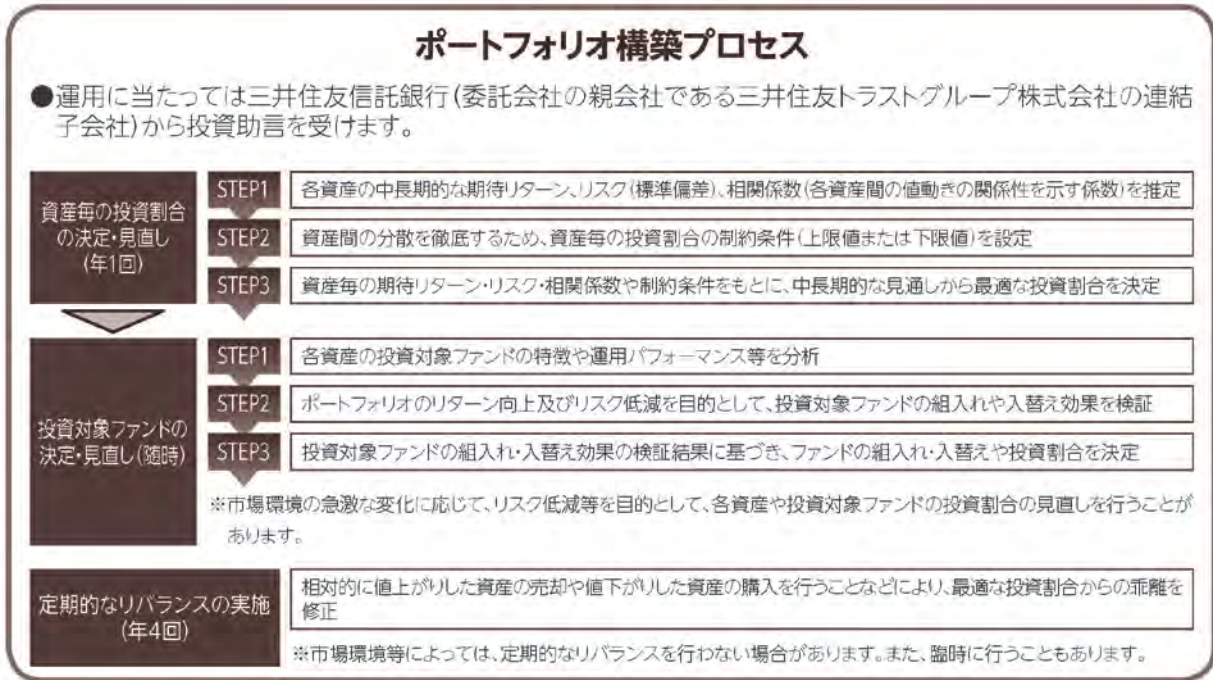 ポートフォリオ構築プロセス
●運用に当たっては三井住友信託銀行(委託会社の親会社である三井住友トラストグループ株式会社の連結
子会社)から投資助言を受けます。
資産毎の投資割合
の決定・見直し
(年1回)
STEP1
各資産の中長期的な期待リターン、リスク(標準偏差)、相関係数(各資産間の値動きの関係性を示す係数)を推定
STEP2
資産間の分散を徹底するため、資産毎の投資割合の制約条件(上限値または下限値)を設定
STEP3
資産毎の期待リターン・リスク・相関係数や制約条件をもとに、中長期的な見通しから最適な投資割合を決定
投資対象ファンドの
決定・見直し(随時)
STEP1
各資産の投資対象ファンドの特徴や運用パフォーマンス等を分析
STEP2
ポートフォリオのリターン向上及びリスク低減を目的として、投資対象ファンドの組入れや入替え効果を検証
STEP3
投資対象ファンドの組入れ・入替え効果の検証結果に基づき、ファンドの組入れ・入替えや投資割合を決定
※市場環境の急激な変化に応じて、リスク低減等を目的として、各資産や投資対象ファンドの投資割合の見直しを行うことが
あります。
定期的なリバランスの実施
(年4回)
相対的に値上がりした資産の売却や値下がりした資産の購入を行うことなどにより、最適な投資割合からの乖離を
修正
※市場環境等によっては、定期的なリバランスを行わない場合があります。また、臨時に行うこともあります。